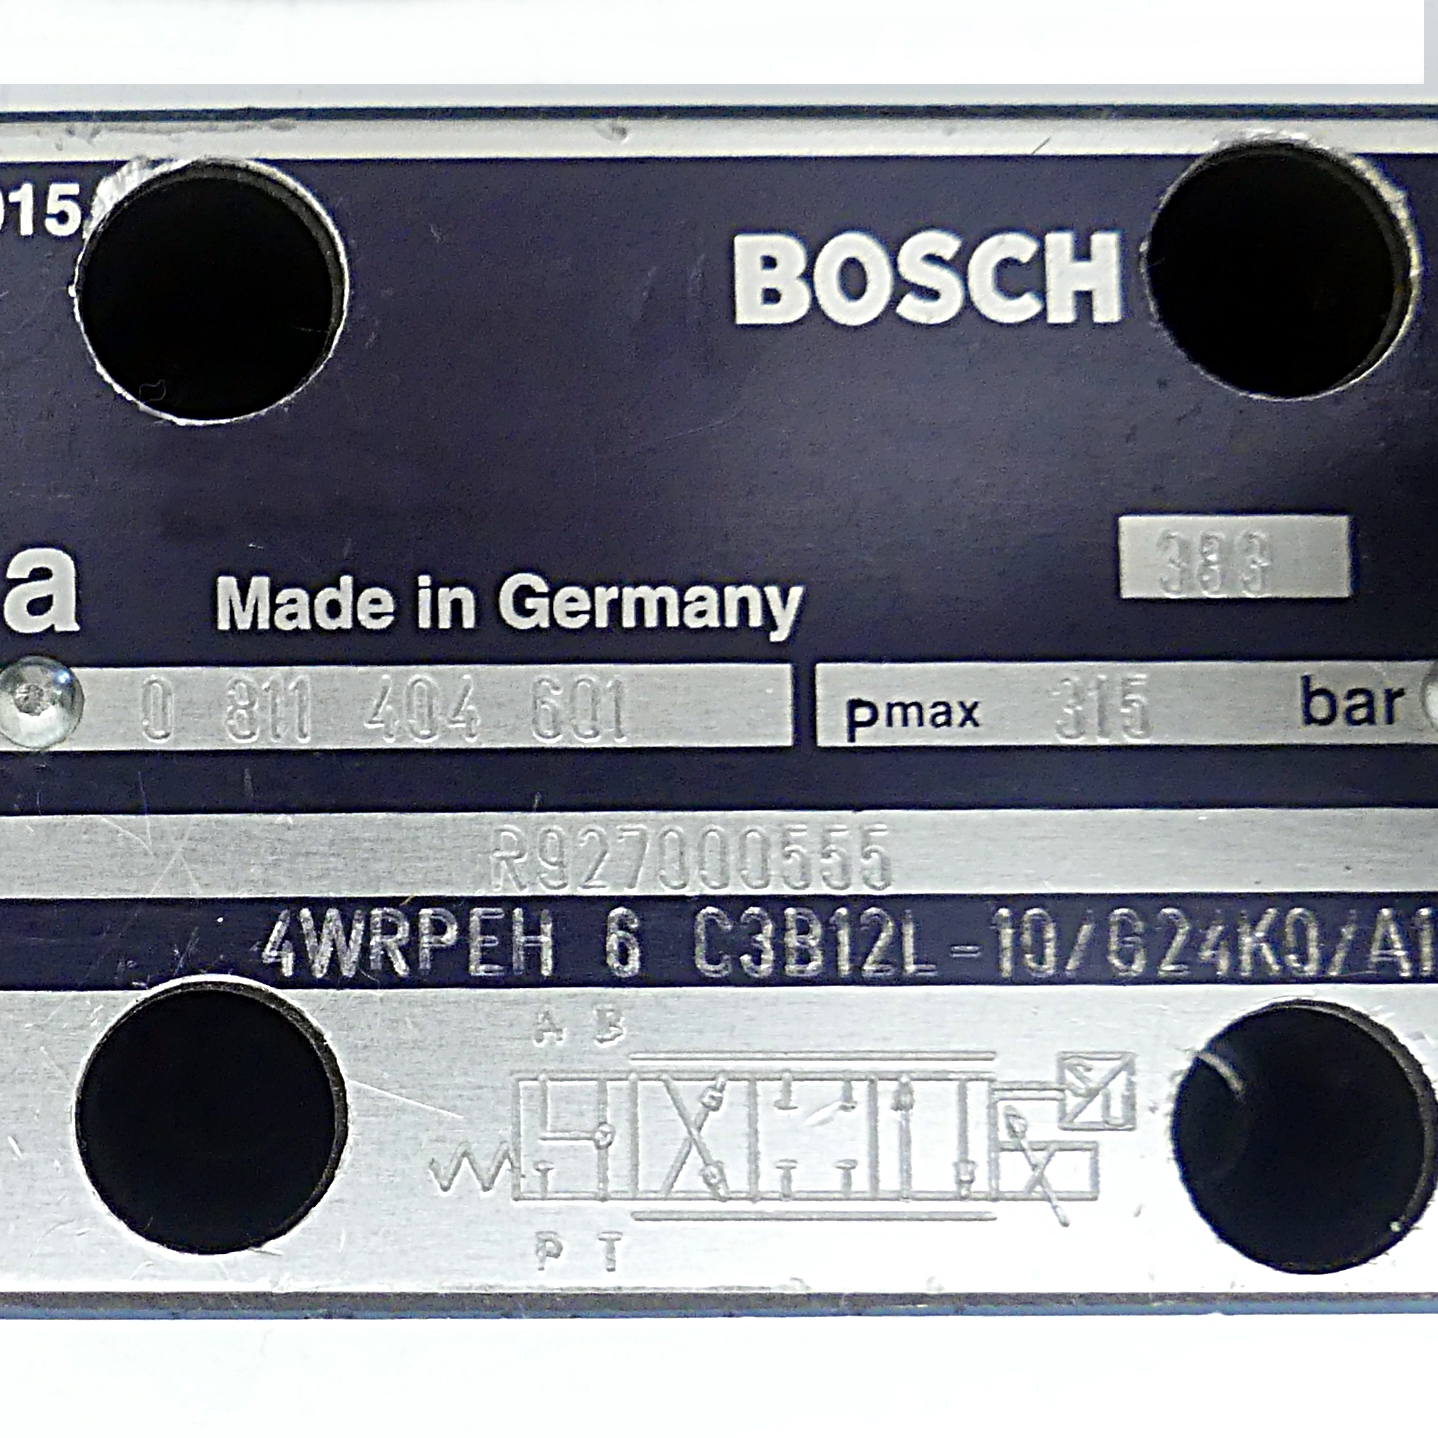 015
BOSCH
383
a
Made in Germany
0 811 404 601
pmax 315 bar
R927000555
4WRPEH 6 C3B12L-10/G24K0/A1
A B
S
U
P T